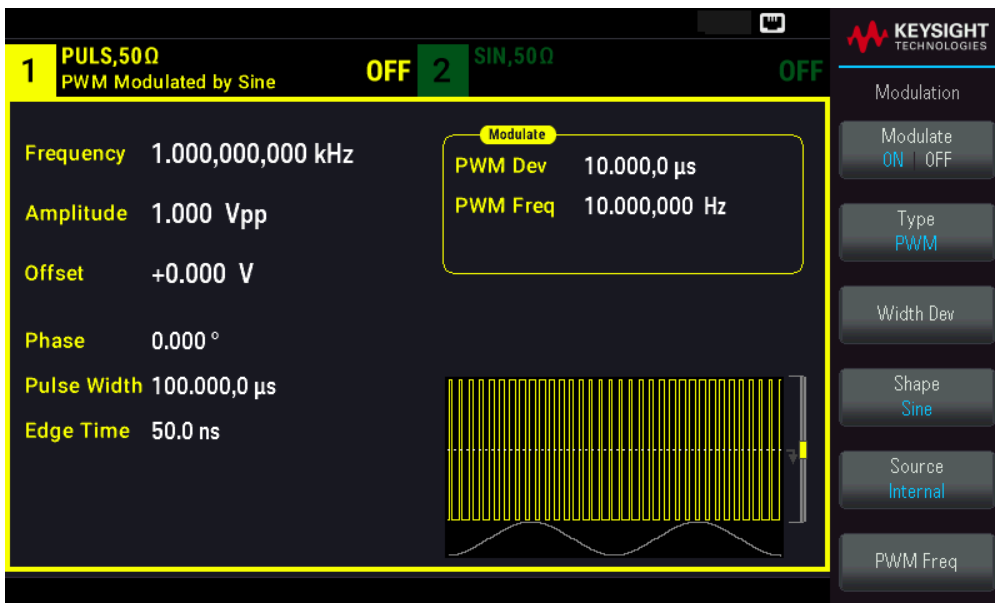 KEYSIGHT
TECHNOLOGIES
1 PULS,50Ω
PWM Modulated by Sine
OFF
2 SIN,50Ω
OFF
Frequency 1.000,000,000 kHz
Amplitude 1.000 Vpp
Offset +0.000 V
Phase 0.000 °
Pulse Width 100.000,0 µs
Edge Time 50.0 ns
Modulate
PWM Dev 10.000,0 µs
PWM Freq 10.000,000 Hz
Modulation
Modulate
ON | OFF
Type
PWM
Width Dev
Shape
Sine
Source
Internal
PWM Freq